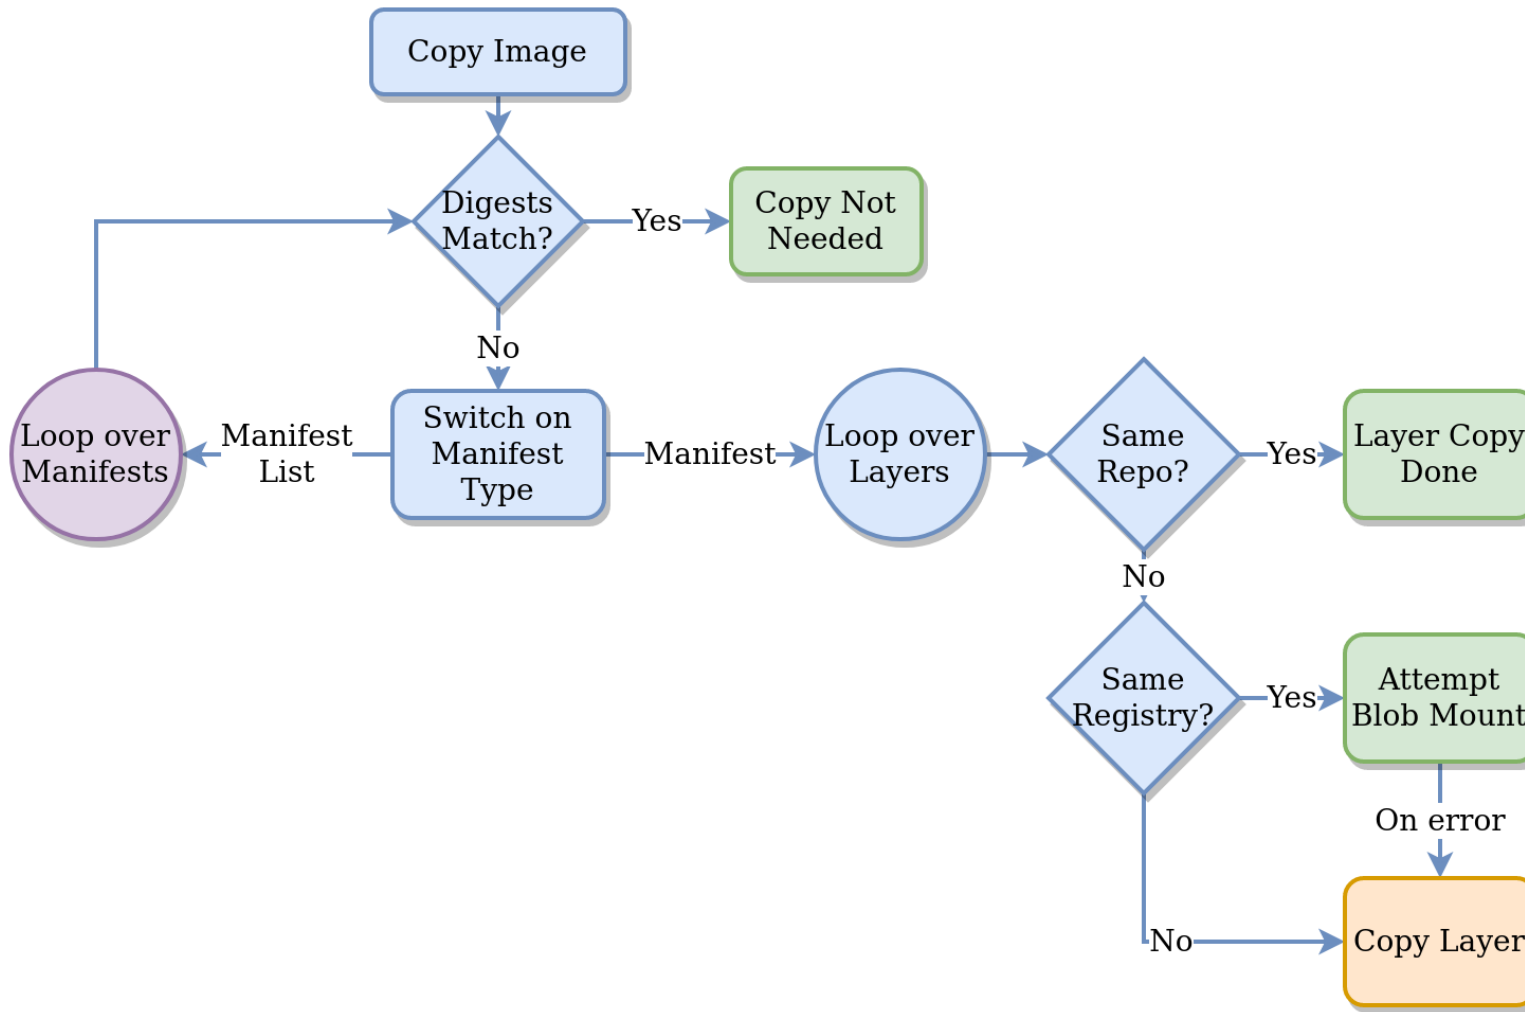 Copy Image
Digests
Match?
Yes
Copy Not
Needed
No
Loop over
Manifests
Manifest
List
Switch on
Manifest
Type
Manifest
Loop over
Layers
Same
Repo?
Yes
Layer Copy
Done
No
Same
Registry?
Yes
Attempt
Blob Mount
On error
No
Copy Layer